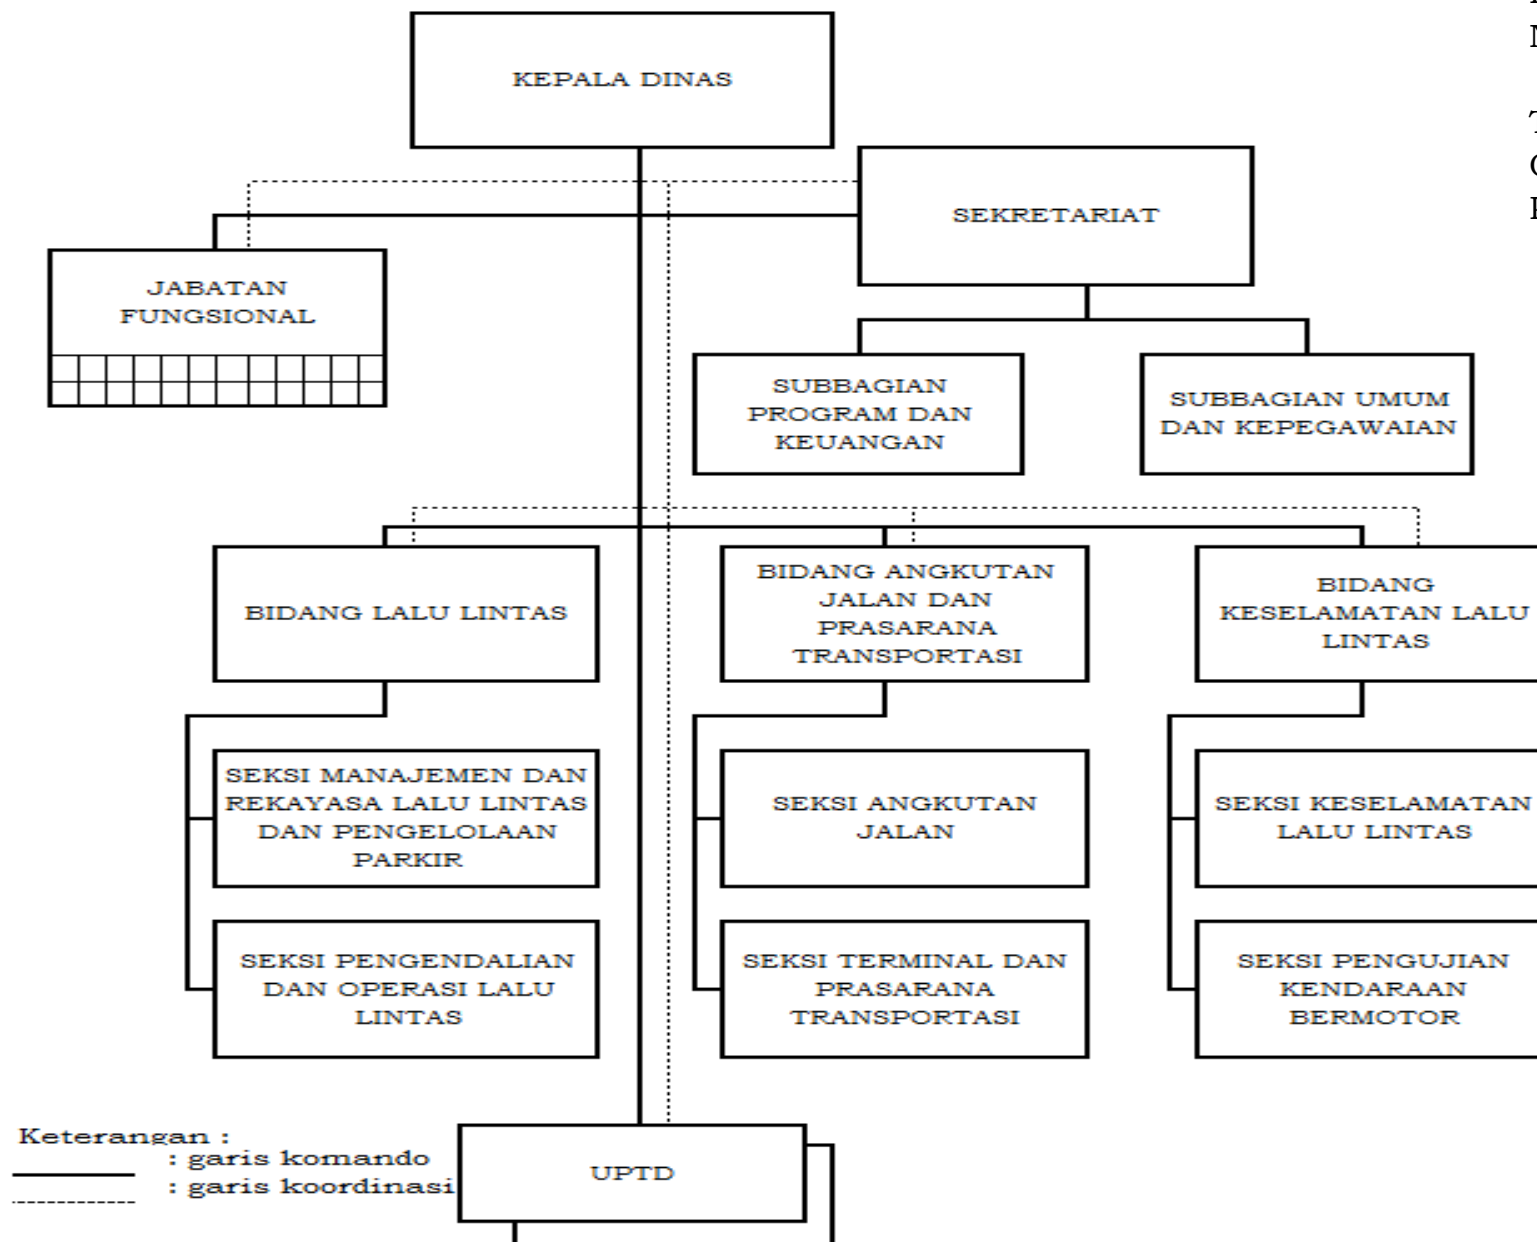 KEPALA DINAS
SEKRETARIAT
JABATAN
FUNGSIONAL
SUBBAGIAN
PROGRAM DAN
KEUANGAN
SUBBAGIAN UMUM
DAN KEPEGAWAIAN
BIDANG LALU LINTAS
BIDANG ANGKUTAN
JALAN DAN
PRASARANA
TRANSPORTASI
BIDANG
KESELAMATAN LALU
LINTAS
SEKSI MANAJEMEN DAN
REKAYASA LALU LINTAS
DAN PENGELOLAAN
PARKIR
SEKSI ANGKUTAN
JALAN
SEKSI KESELAMATAN
LALU LINTAS
SEKSI PENGENDALIAN
DAN OPERASI LALU
LINTAS
SEKSI TERMINAL DAN
PRASARANA
TRANSPORTASI
SEKSI PENGUJIAN
KENDARAAN
BERMOTOR
Keterangan :
: garis komando
: garis koordinasi
UPTD